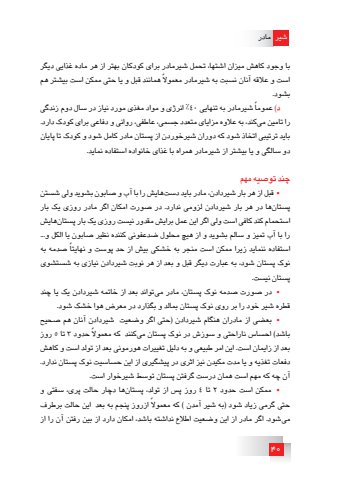 شیر مادر
با وجود کاهش میزان اشتها، تحمل شیرمادر برای کودکان بهتر از هر ماده غذایی دیگر
است و علاقه آنان نسبت به شیرمادر معمولاً همانند قبل و یا حتی ممکن است بیشتر هم
بشود.
د) عموماً شیرمادر به تنهایی ۴۰٪ انرژی و مواد مغذی مورد نیاز در سال دوم زندگی
را تامین می‌کند، به علاوه مزایای متعدد جسمی، عاطفی، روانی و دفاعی برای کودک دارد.
باید ترتیبی اتخاذ شود که دوران شیرخوردن از پستان مادر کامل شود و کودک تا پایان
دو سالگی و یا بیشتر از شیرمادر همراه با غذای خانواده استفاده نماید.
چند توصیه مهم
• قبل از هر بار شیردادن، مادر باید دست‌هایش را با آب و صابون بشوید ولی شستن
پستان‌ها در هر بار شیردادن لزومی ندارد. در صورت امکان اگر مادر روزی یک بار
استحمام کند کافی است ولی اگر این عمل برایش مقدور نیست روزی یک بار پستان‌هایش
را با آب تمیز و سالم بشوید و از هیچ محلول ضدعفونی کننده نظیر صابون یا الکل و...
استفاده ننماید زیرا ممکن است منجر به خشکی بیش از حد پوست و نهایتاً صدمه به
نوک پستان شود، به عبارت دیگر قبل و بعد از هر نوبت شیردادن نیازی به شستشوی
پستان نیست.
• در صورت صدمه نوک پستان، مادر می‌تواند بعد از خاتمه شیردادن یک یا چند
قطره شیر خود را بر روی نوک پستان بمالد و بگذارد در معرض هوا خشک شود.
• بعضی از مادران هنگام شیردادن (حتی اگر وضعیت شیردادن آنان هم صحیح
باشد) احساس ناراحتی و سوزش در نوک پستان می‌کنند که معمولاً حدود ۳ تا ۵ روز
بعد از زایمان است. این امر طبیعی و به دلیل تغییرات هورمونی بعد از تولد است و کاهش
دفعات تغذیه و یا مدت مکیدن نیز اثری در پیشگیری از این حساسیت نوک پستان ندارد.
آن چه که مهم است همان درست گرفتن پستان توسط شیرخوار است.
• ممکن است حدود ۲ تا ۴ روز پس از تولد، پستان‌ها دچار حالت پری، سفتی و
حتی گرمی زیاد شود (به شیر آمدن ) که معمولاً ازروز پنجم به بعد این حالت برطرف
می‌شود. اگر مادر از این وضعیت اطلاع نداشته باشد، امکان دارد از بین رفتن آن را از
۴۰